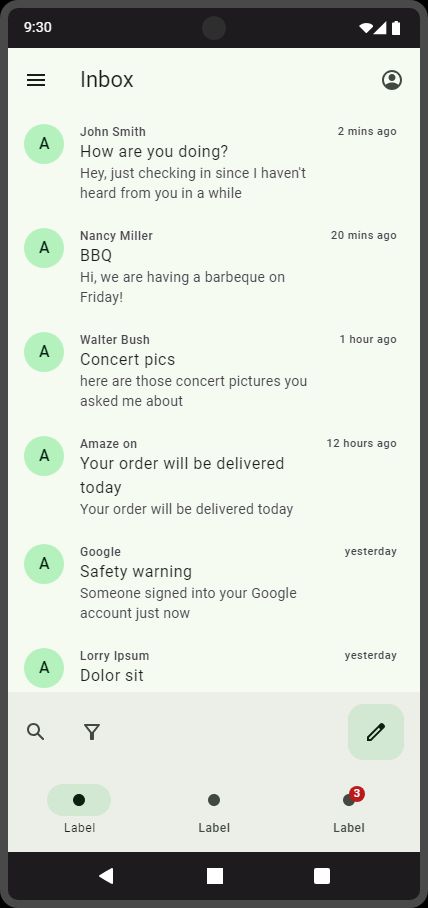 9:30
Inbox
A
John Smith
2 mins ago
How are you doing?
Hey, just checking in since I haven't
heard from you in a while
A
Nancy Miller
20 mins ago
BBQ
Hi, we are having a barbeque on
Friday!
A
Walter Bush
1 hour ago
Concert pics
here are those concert pictures you
asked me about
A
Amaze on
12 hours ago
Your order will be delivered
today
Your order will be delivered today
A
Google
yesterday
Safety warning
Someone signed into your Google
account just now
A
Lorry Ipsum
yesterday
Dolor sit
3
Label
Label
Label